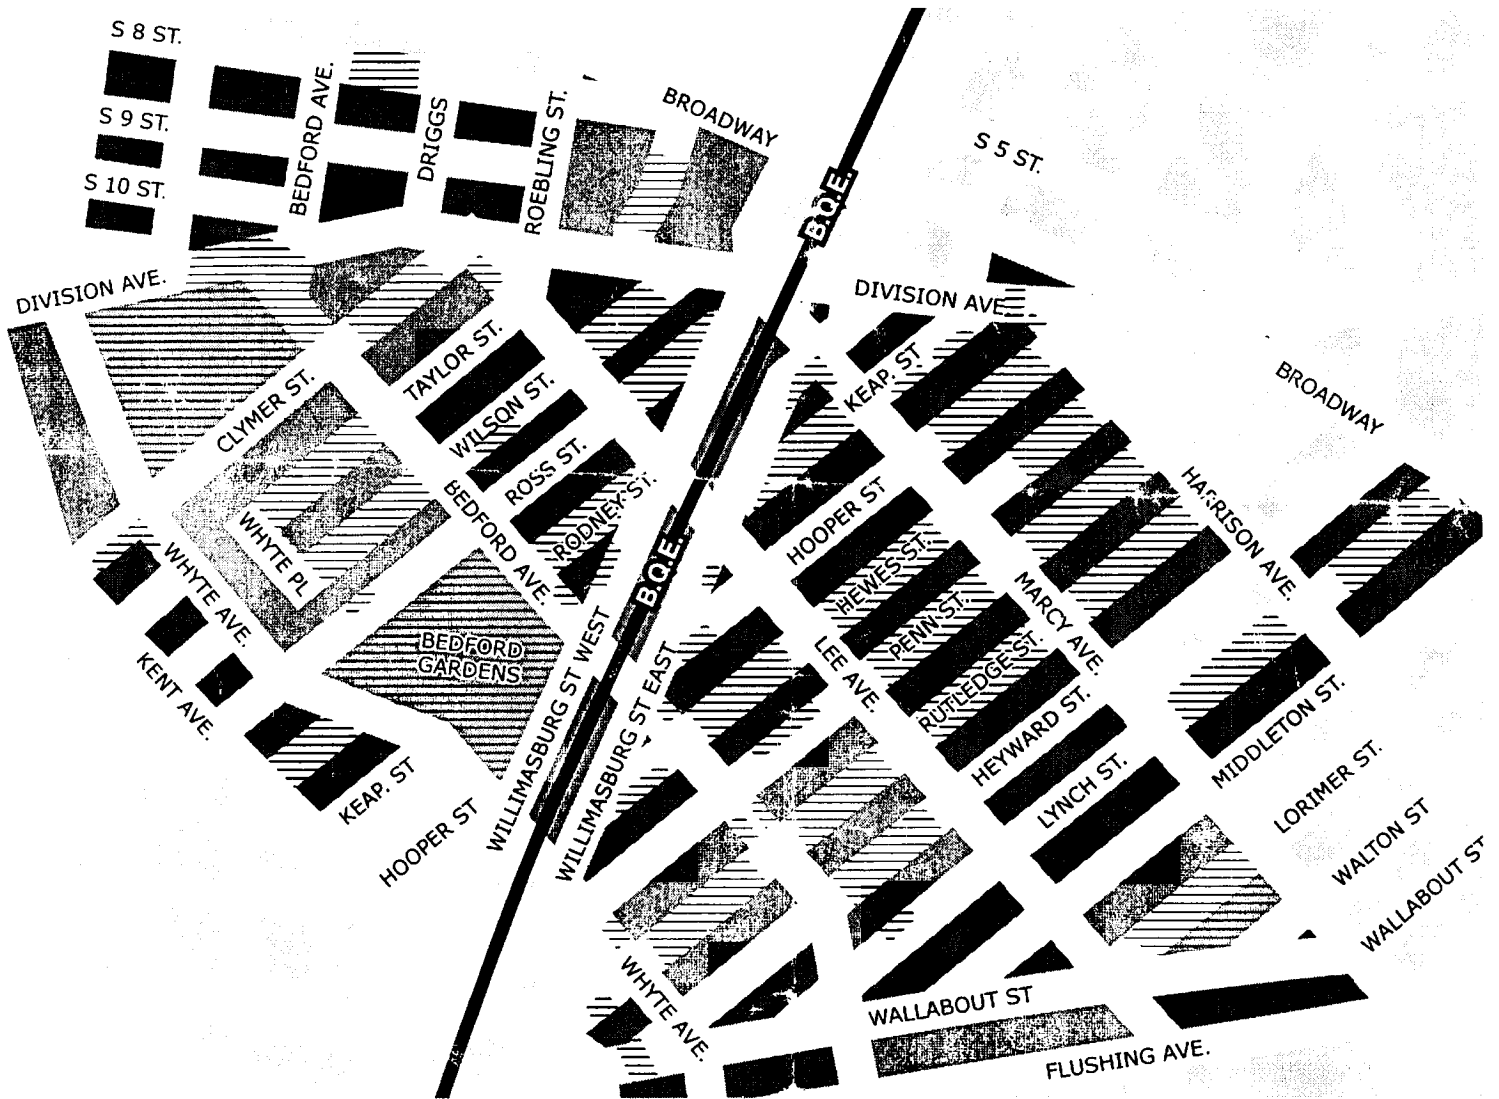 S 8 ST.
S 9 ST.
S 10 ST.
BEDFORD AVE.
DRIGGS
ROEBLING ST.
BROADWAY
S 5 ST.
B.Q.E.
DIVISION AVE.
DIVISION AVE.
BROADWAY
CLYMER ST.
TAYLOR ST.
WILSON ST.
ROSS ST.
RODNEY ST.
KEAP. ST
HOOPER ST
HEWES ST.
PENN ST.
RUTLEDGE ST.
HEYWARD ST.
LYNCH ST.
MARCY AVE.
LEE AVE.
HARRISON AVE.
MIDDLETON ST.
LORIMER ST.
WALTON ST
WALLABOUT ST
WHYTE PL
WHYTE AVE.
KENT AVE.
BEDFORD AVE.
BEDFORD
GARDENS
B.Q.E.
WILLIMASBURG ST WEST
WILLIMASBURG ST EAST
KEAP. ST
HOOPER ST
WHYTE AVE.
WALLABOUT ST
FLUSHING AVE.